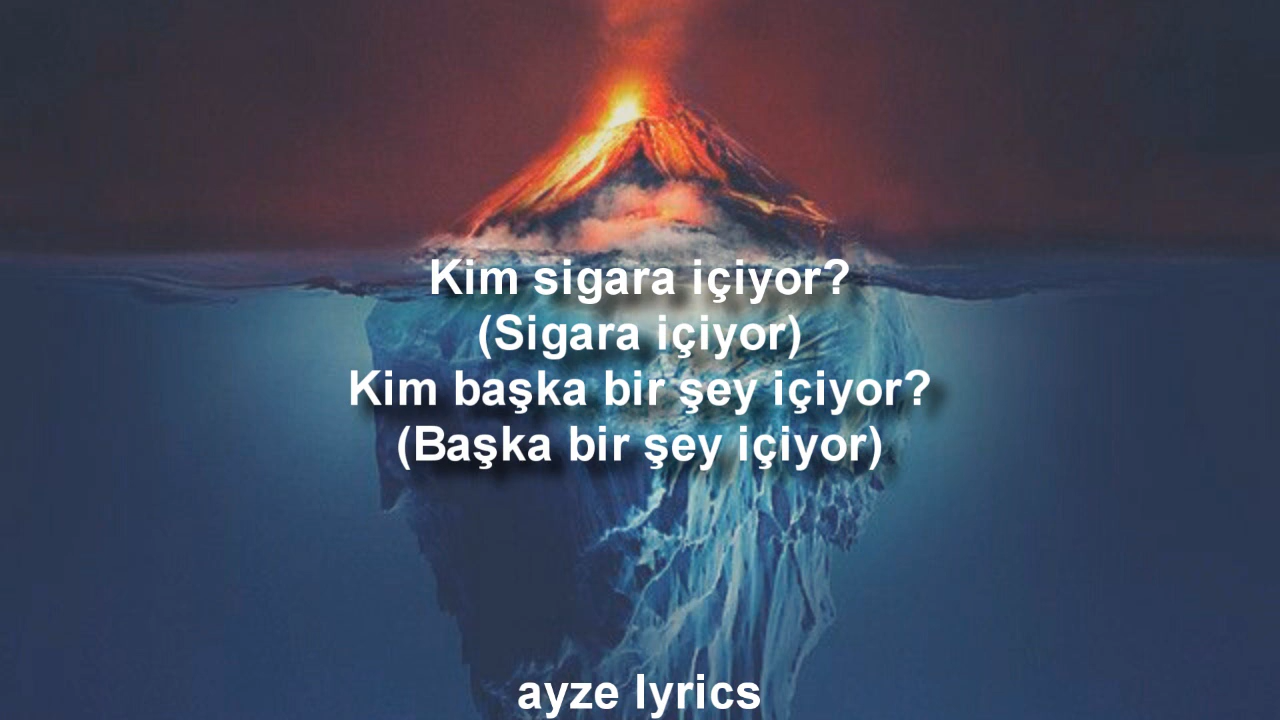 Kim sigara içiyor?
(Sigara içiyor)
Kim başka bir şey içiyor?
(Başka bir şey içiyor)
ayze lyrics